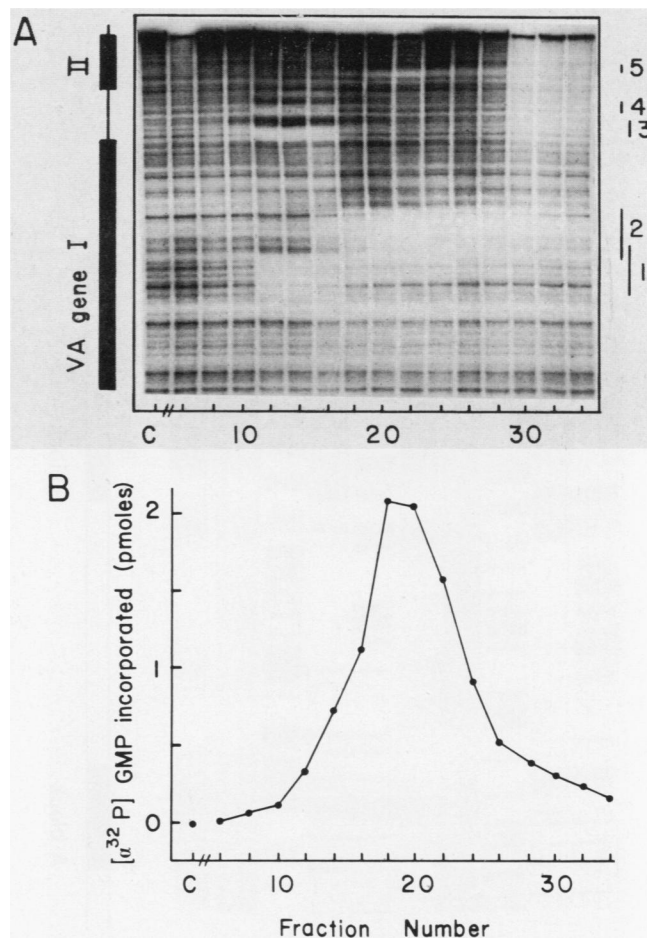 A
II
VA gene I
5
4
3
2
1
C 10 20 30
B
[α³²P] GMP incorporated (pmoles)
2
1
0
C 10 20 30
Fraction Number